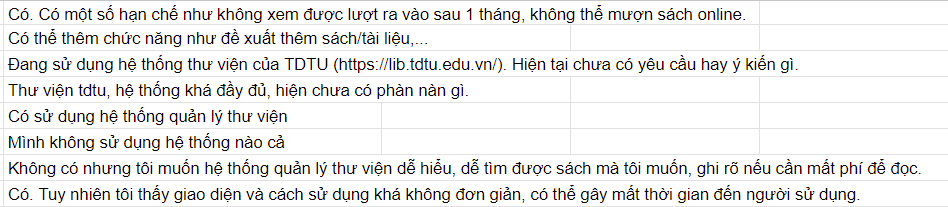 Có. Có một số hạn chế như không xem được lượt ra vào sau 1 tháng, không thể mượn sách online.
Có thể thêm chức năng như đề xuất thêm sách/tài liệu,...
Đang sử dụng hệ thống thư viện của TDTU (https://lib.tdtu.edu.vn/). Hiện tại chưa có yêu cầu hay ý kiến gì.
Thư viện tdtu, hệ thống khá đầy đủ, hiện chưa có phàn nàn gì.
Có sử dụng hệ thống quản lý thư viện
Mình không sử dụng hệ thống nào cả
Không có nhưng tôi muốn hệ thống quản lý thư viện dễ hiểu, dễ tìm được sách mà tôi muốn, ghi rõ nếu cần mất phí để đọc.
Có. Tuy nhiên tôi thấy giao diện và cách sử dụng khá không đơn giản, có thể gây mất thời gian đến người sử dụng.